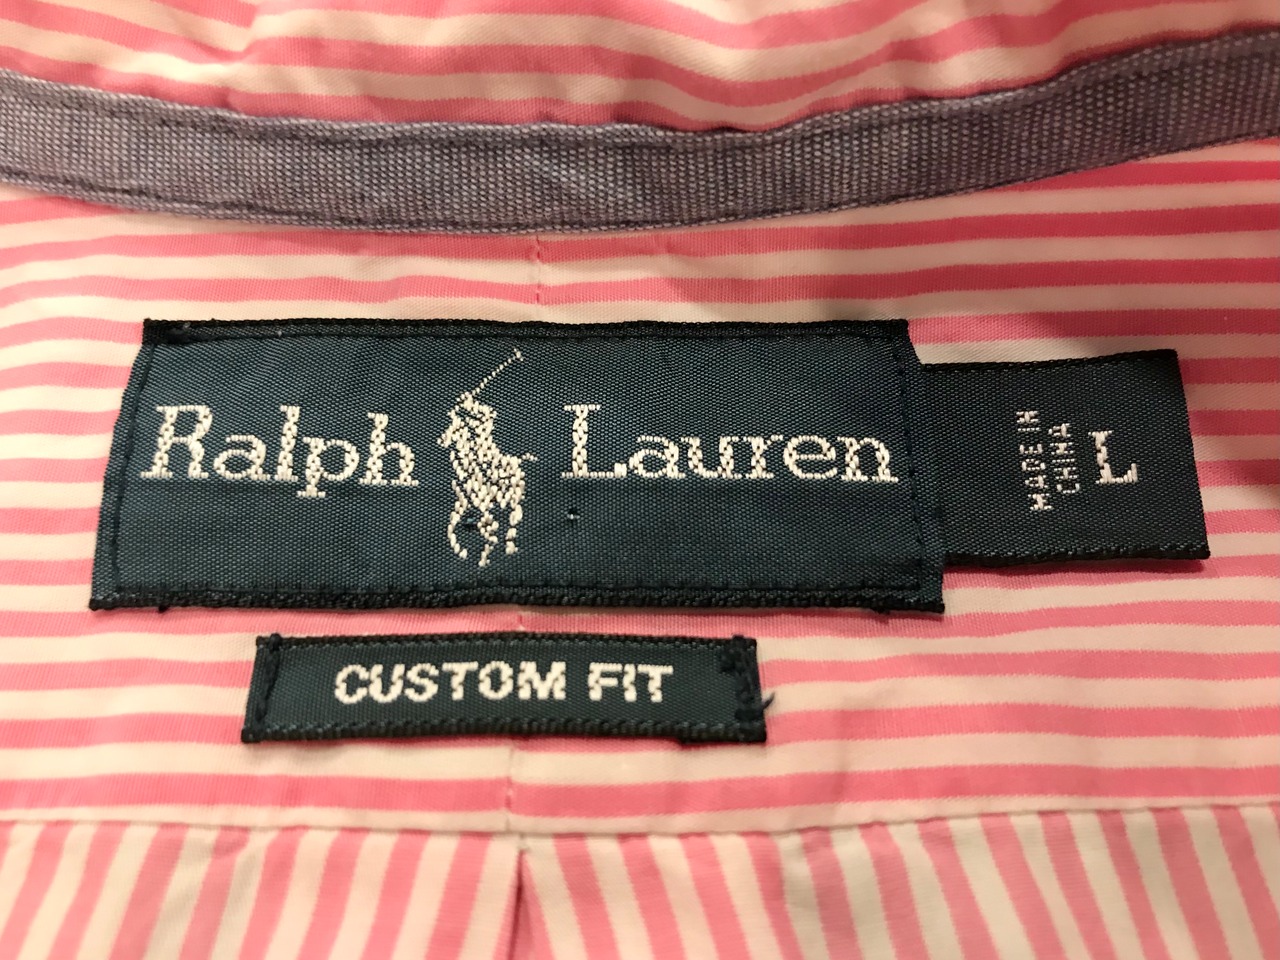 Ralph Lauren
MADE IN
CHINA
L
CUSTOM FIT